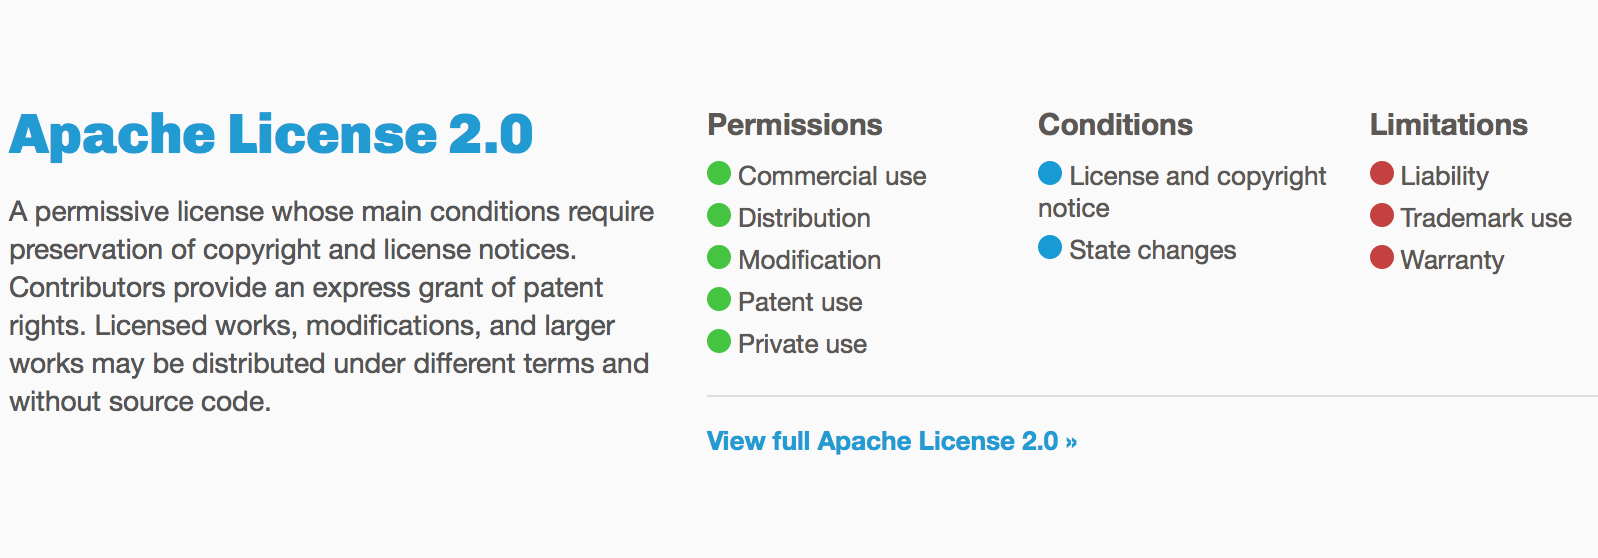 Apache License 2.0
A permissive license whose main conditions require
preservation of copyright and license notices.
Contributors provide an express grant of patent
rights. Licensed works, modifications, and larger
works may be distributed under different terms and
without source code.
Permissions
Commercial use
Distribution
Modification
Patent use
Private use
Conditions
License and copyright
notice
State changes
Limitations
Liability
Trademark use
Warranty
View full Apache License 2.0 »